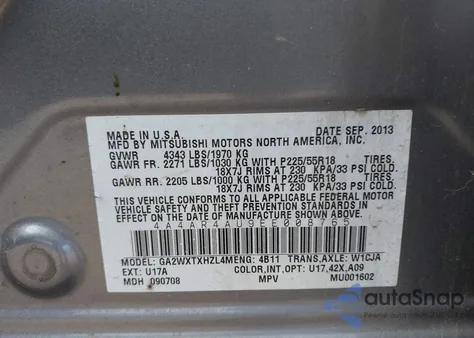 MADE IN U.S.A. DATE SEP. 2013
MFD BY MITSUBISHI MOTORS NORTH AMERICA, INC.
GVWR 4343 LBS/1970 KG
GAWR FR. 2271 LBS/1030 KG WITH P225/55R18 TIRES,
18X7J RIMS AT 230 KPA/33 PSI COLD.
GAWR RR. 2205 LBS/1000 KG WITH P225/55R18 TIRES,
18X7J RIMS AT 230 KPA/33 PSI COLD.
THIS VEHICLE CONFORMS TO ALL APPLICABLE FEDERAL MOTOR
VEHICLE SAFETY AND THEFT PREVENTION STANDARDS IN
EFFECT ON THE DATE OF MANUFACTURE SHOWN ABOVE.
4A4AR4AU9EE008765
MODEL: GA2WXTXHZL4M ENG: 4B11 TRANS,AXLE: W1CJA
EXT: U17A COLOR,INT,OPT: U17,42X,A09
MDH 090708 MPV MU001602
autoSnap